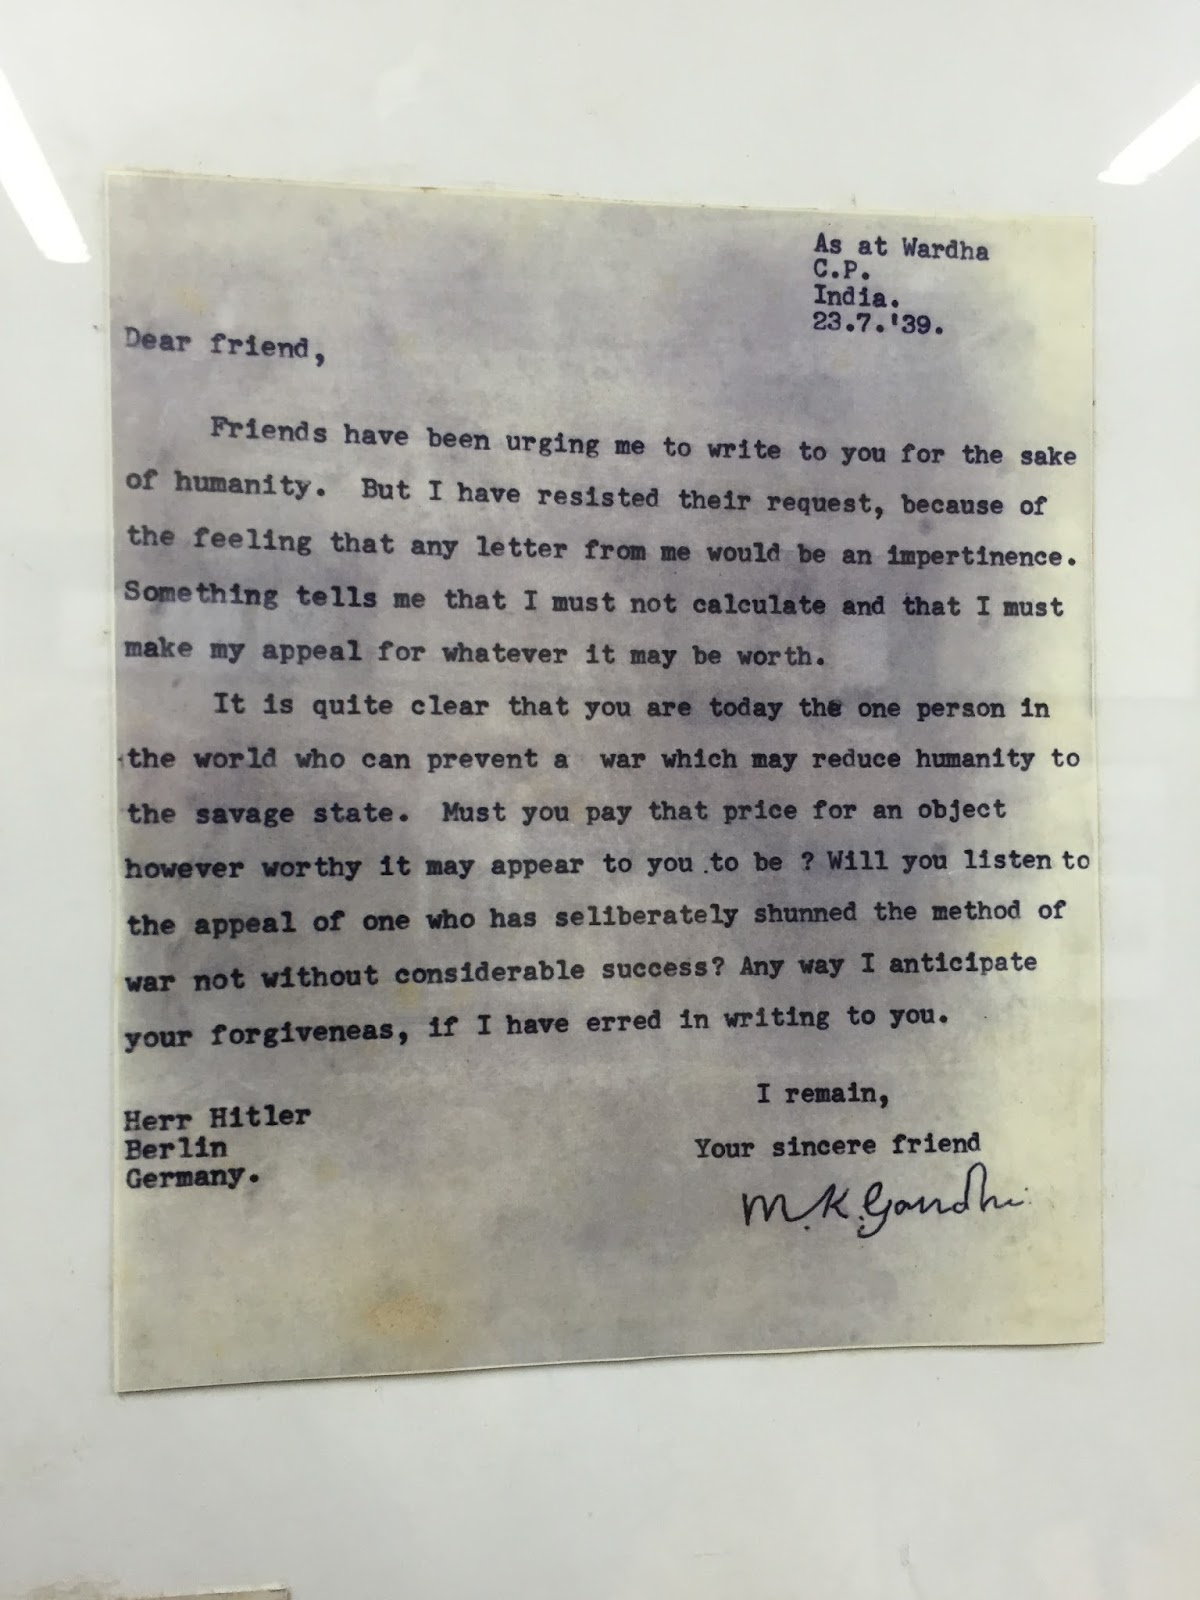 As at Wardha
C.P.
India.
23.7.'39.
Dear friend,
Friends have been urging me to write to you for the sake
of humanity. But I have resisted their request, because of
the feeling that any letter from me would be an impertinence.
Something tells me that I must not calculate and that I must
make my appeal for whatever it may be worth.
It is quite clear that you are today the one person in
the world who can prevent a war which may reduce humanity to
the savage state. Must you pay that price for an object
however worthy it may appear to you to be ? Will you listen to
the appeal of one who has seliberately shunned the method of
war not without considerable success? Any way I anticipate
your forgiveneas, if I have erred in writing to you.
I remain,
Your sincere friend
M.K.Gandhi
Herr Hitler
Berlin
Germany.